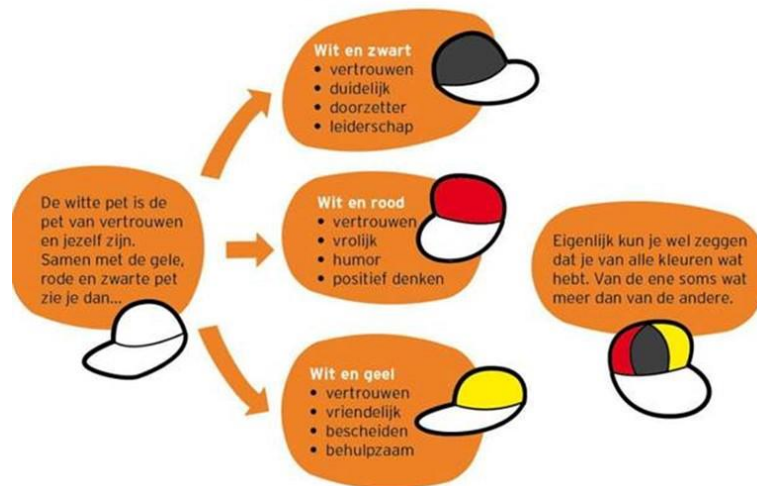 De witte pet is de
pet van vertrouwen
en jezelf zijn.
Samen met de gele,
rode en zwarte pet
zie je dan...
Wit en zwart
• vertrouwen
• duidelijk
• doorzetter
• leiderschap
Wit en rood
• vertrouwen
• vrolijk
• humor
• positief denken
Wit en geel
• vertrouwen
• vriendelijk
• bescheiden
• behulpzaam
Eigenlijk kun je wel zeggen
dat je van alle kleuren wat
hebt. Van de ene soms wat
meer dan van de andere.